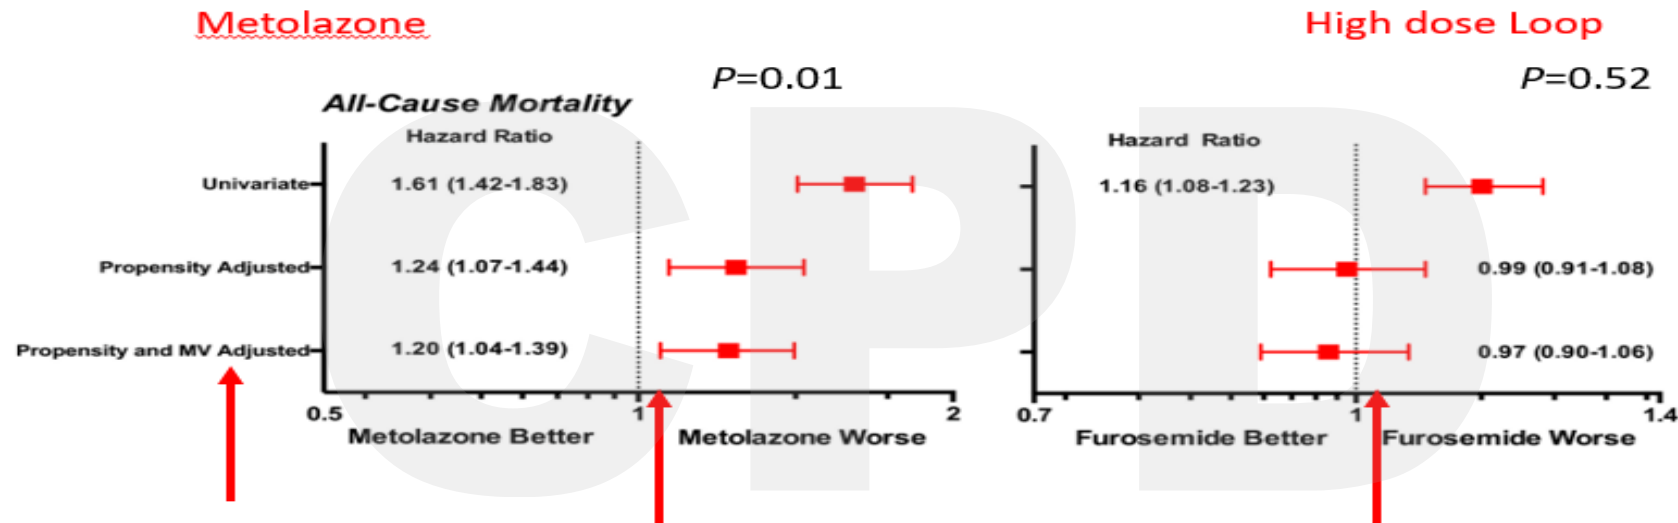 Metolazone
High dose Loop
P=0.01
P=0.52
All-Cause Mortality
Hazard Ratio
Hazard Ratio
Univariate
1.61 (1.42-1.83)
1.16 (1.08-1.23)
Propensity Adjusted
1.24 (1.07-1.44)
0.99 (0.91-1.08)
Propensity and MV Adjusted
1.20 (1.04-1.39)
0.97 (0.90-1.06)
0.5 1 2
0.7 1 1.4
Metolazone Better Metolazone Worse
Furosemide Better Furosemide Worse
CPD